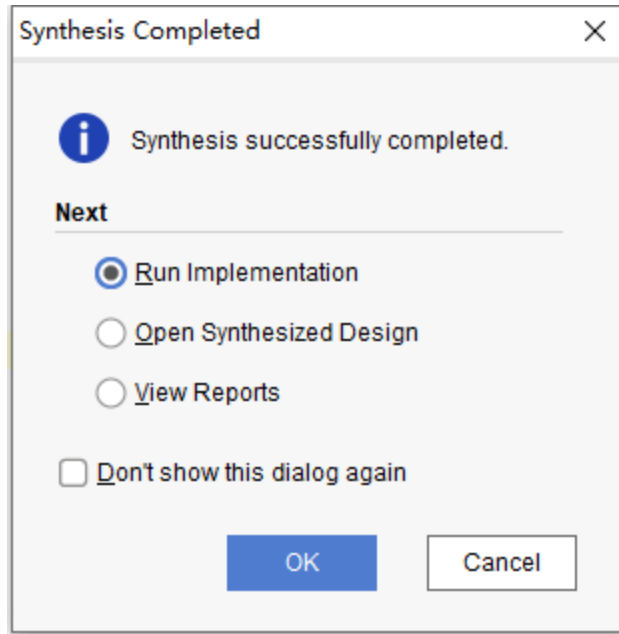 Synthesis Completed
Synthesis successfully completed.
Next
Run Implementation
Open Synthesized Design
View Reports
Don't show this dialog again
OK
Cancel